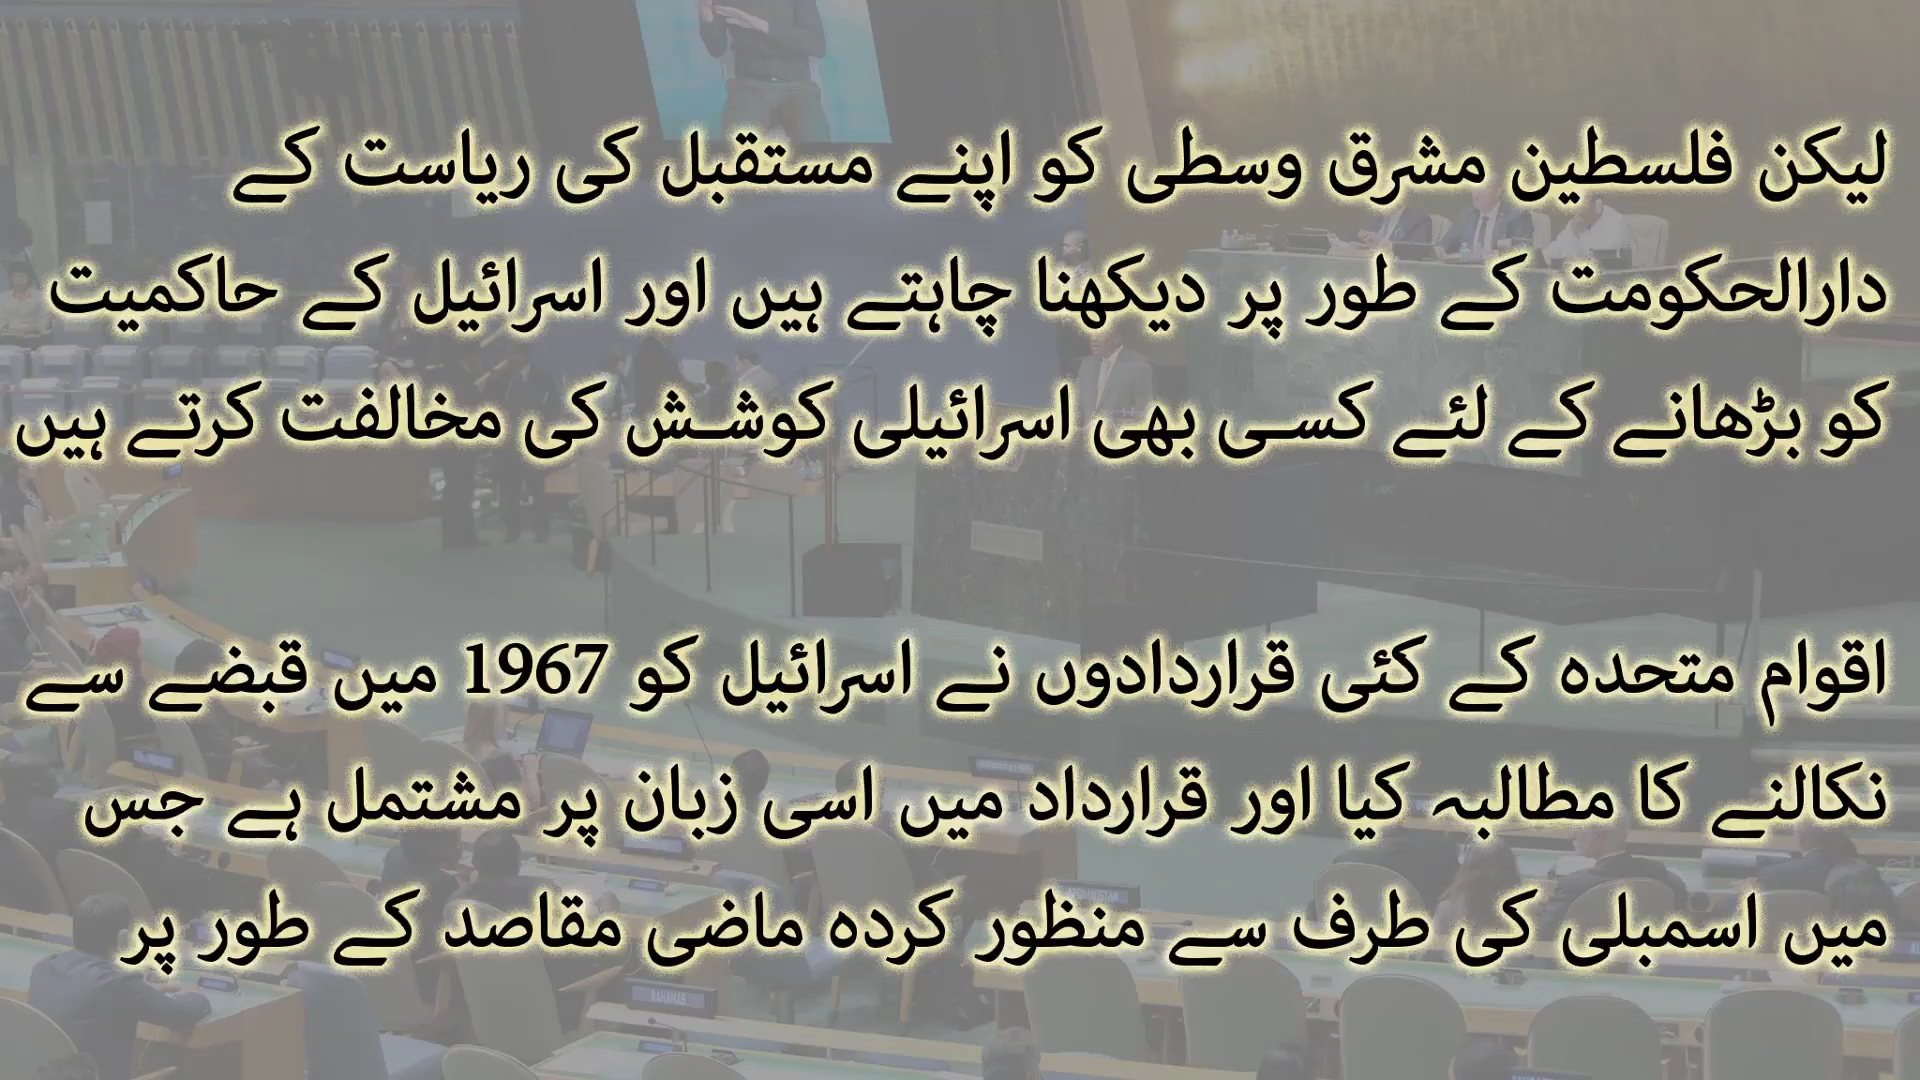 لیکن فلسطین مشرق وسطی کو اپنے مستقبل کی ریاست کے
دارالحکومت کے طور پر دیکھنا چاہتے ہیں اور اسرائیل کے حاکمیت
کو بڑھانے کے لئے کسی بھی اسرائیلی کوشش کی مخالفت کرتے ہیں
اقوام متحدہ کے کئی قراردادوں نے اسرائیل کو 1967 میں قبضے سے
نکالنے کا مطالبہ کیا اور قرارداد میں اسی زبان پر مشتمل ہے جس
میں اسمبلی کی طرف سے منظور کردہ ماضی مقاصد کے طور پر